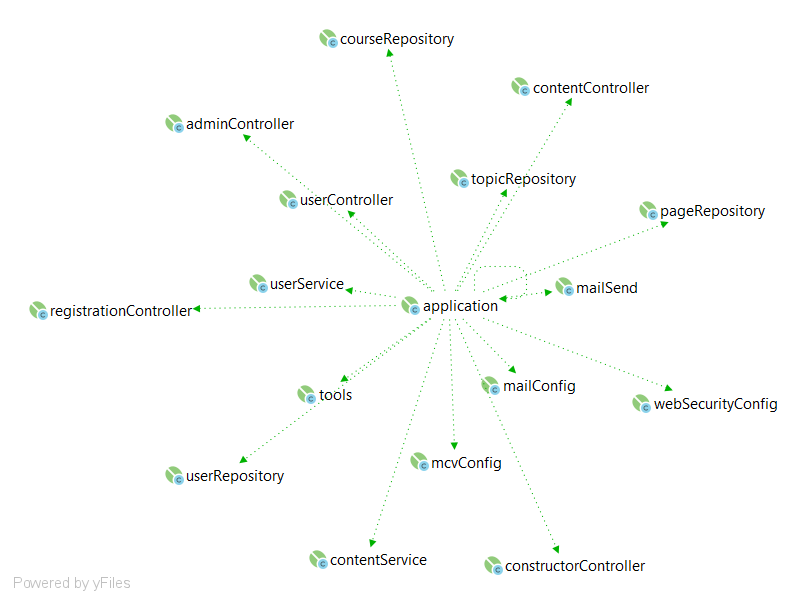 courseRepository
contentController
adminController
topicRepository
userController
pageRepository
userService
mailSend
application
registrationController
mailConfig
tools
webSecurityConfig
mcvConfig
userRepository
contentService
constructorController
Powered by yFiles